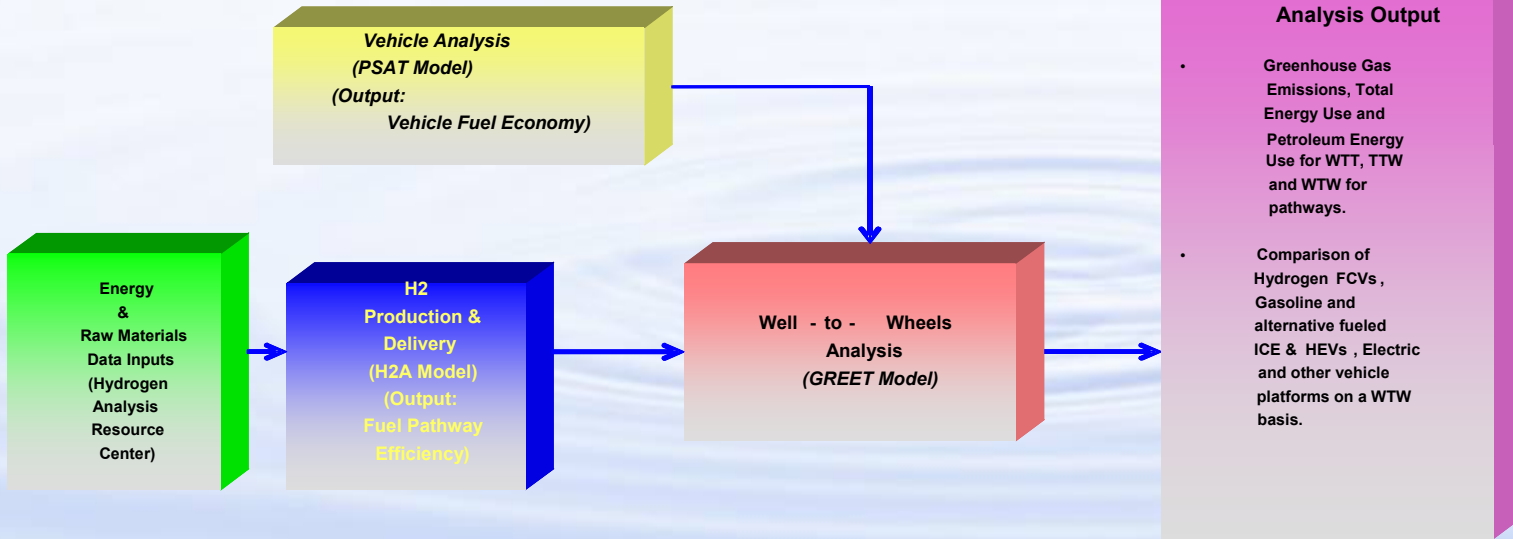 Vehicle Analysis
(PSAT Model)
(Output:
Vehicle Fuel Economy)
Energy
&
Raw Materials
Data Inputs
(Hydrogen
Analysis
Resource
Center)
H2
Production &
Delivery
(H2A Model)
(Output:
Fuel Pathway
Efficiency)
Well - to - Wheels
Analysis
(GREET Model)
Analysis Output
• Greenhouse Gas
Emissions, Total
Energy Use and
Petroleum Energy
Use for WTT, TTW
and WTW for
pathways.
• Comparison of
Hydrogen FCVs ,
Gasoline and
alternative fueled
ICE & HEVs , Electric
and other vehicle
platforms on a WTW
basis.